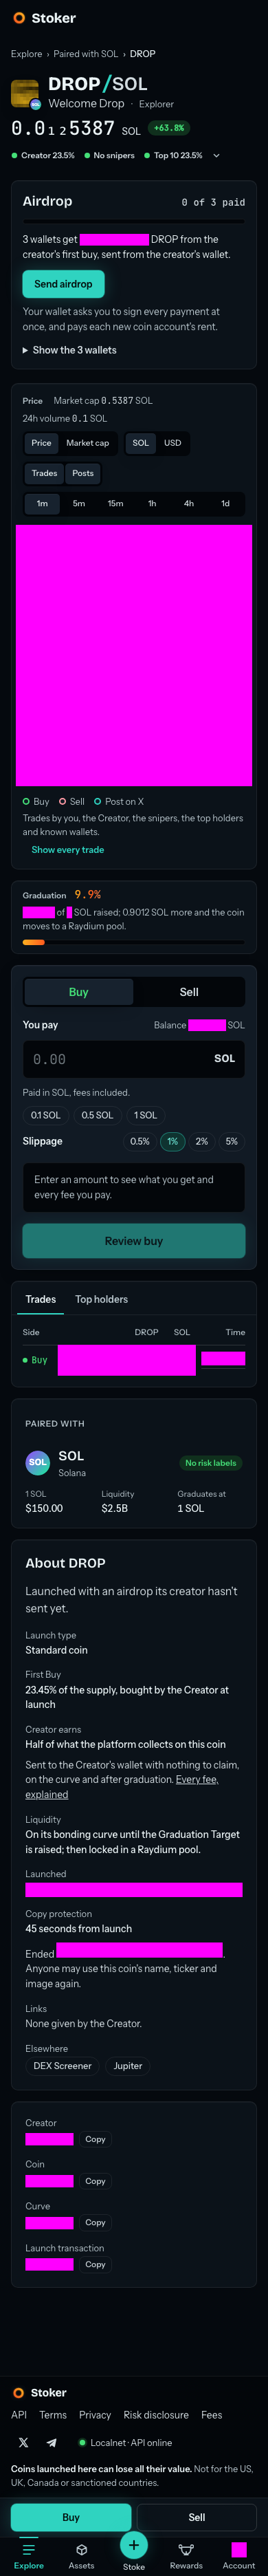 Stoker
Explore › Paired with SOL › DROP
DROP/SOL
SOL
Welcome Drop · Explorer
0.0 1 2 5387 SOL +63.8%
Creator 23.5% No snipers Top 10 23.5%
Airdrop 0 of 3 paid
3 wallets get DROP from the
creator's first buy, sent from the creator's wallet.
Send airdrop
Your wallet asks you to sign every payment at
once, and pays each new coin account's rent.
Show the 3 wallets
Price Market cap 0.5387 SOL
24h volume 0.1 SOL
Price Market cap SOL USD
Trades Posts
1m 5m 15m 1h 4h 1d
Buy Sell Post on X
Trades by you, the Creator, the snipers, the top holders
and known wallets.
Show every trade
Graduation 9.9%
of SOL raised; 0.9012 SOL more and the coin
moves to a Raydium pool.
Buy Sell
You pay Balance SOL
0.00 SOL
Paid in SOL, fees included.
0.1 SOL 0.5 SOL 1 SOL
Slippage 0.5% 1% 2% 5%
Enter an amount to see what you get and
every fee you pay.
Review buy
Trades Top holders
Side DROP SOL Time
Buy
PAIRED WITH
SOL
SOL
Solana
No risk labels
1 SOL Liquidity Graduates at
$150.00 $2.5B 1 SOL
About DROP
Launched with an airdrop its creator hasn't
sent yet.
Launch type
Standard coin
First Buy
23.45% of the supply, bought by the Creator at
launch
Creator earns
Half of what the platform collects on this coin
Sent to the Creator's wallet with nothing to claim,
on the curve and after graduation. Every fee,
explained
Liquidity
On its bonding curve until the Graduation Target
is raised; then locked in a Raydium pool.
Launched
Copy protection
45 seconds from launch
Ended .
Anyone may use this coin's name, ticker and
image again.
Links
None given by the Creator.
Elsewhere
DEX Screener Jupiter
Creator
Copy
Coin
Copy
Curve
Copy
Launch transaction
Copy
Stoker
API Terms Privacy Risk disclosure Fees
Localnet · API online
Coins launched here can lose all their value. Not for the US,
UK, Canada or sanctioned countries.
Buy Sell
Explore Assets Stoke Rewards Account